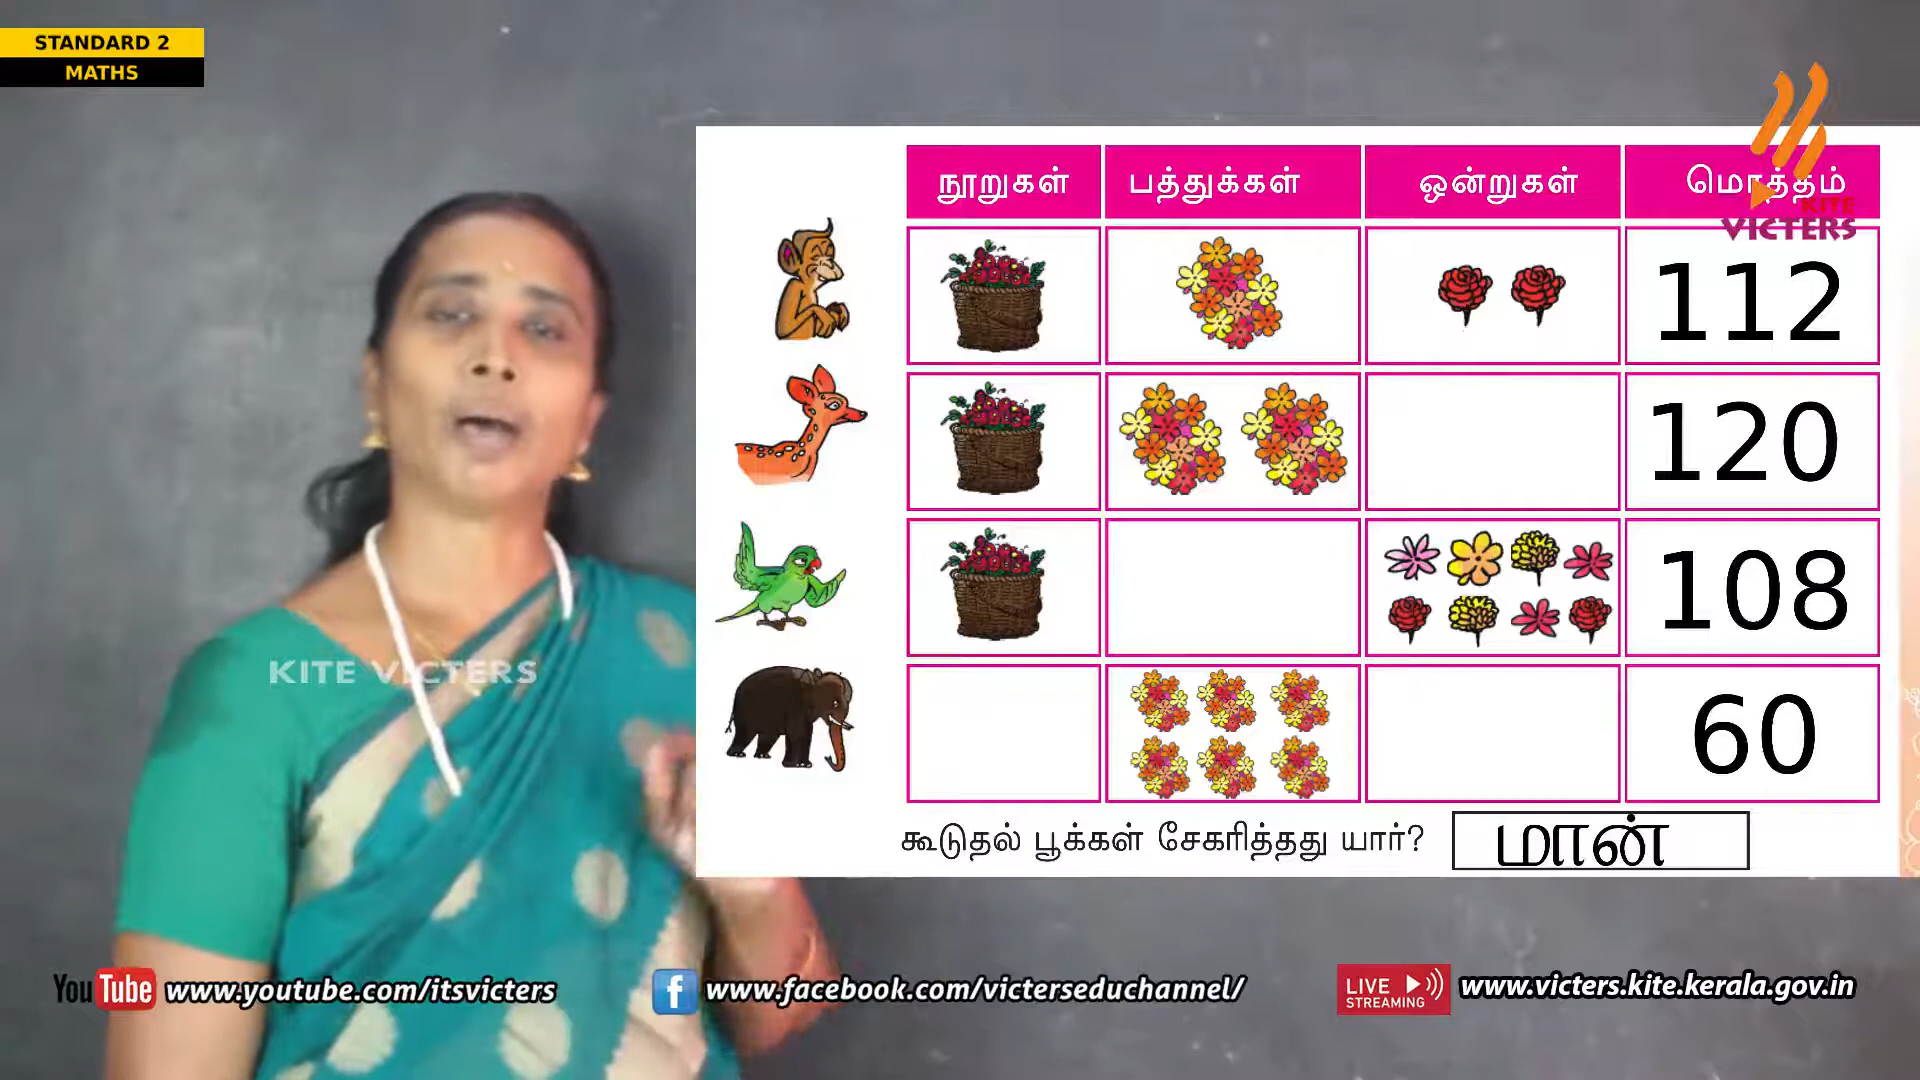 STANDARD 2
MATHS
நூறுகள் பத்துக்கள் ஒன்றுகள் மொத்தம்
KITE
VICTERS
112
120
108
KITE VICTERS
60
கூடுதல் பூக்கள் சேகரித்தது யார்? மான்
YouTube www.youtube.com/itsvicters
f www.facebook.com/victerseduchannel/
LIVE STREAMING www.victers.kite.kerala.gov.in